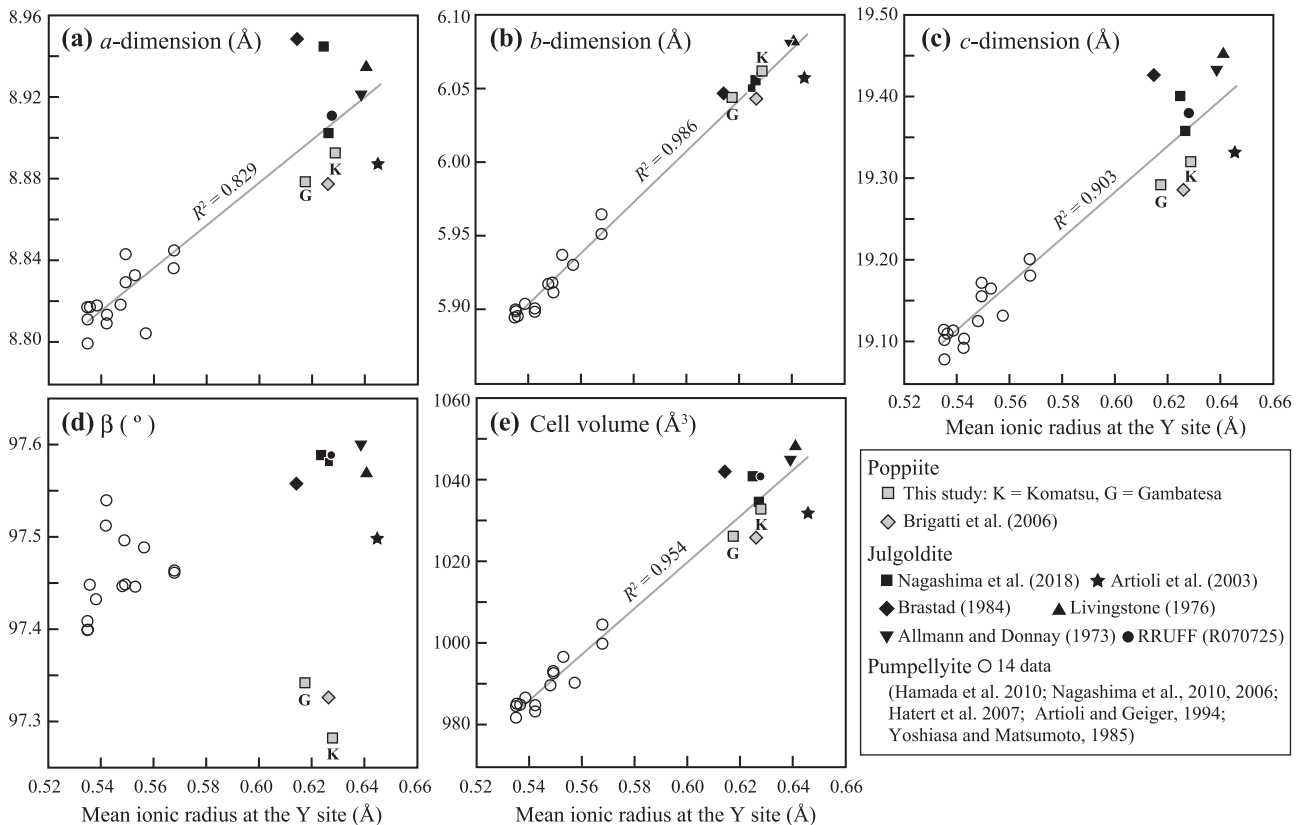 (a) a-dimension (Å)
8.96
8.92
8.88
8.84
8.80
R² = 0.829
G
K
(b) b-dimension (Å)
6.10
6.05
6.00
5.95
5.90
5.85
R² = 0.986
G
K
(c) c-dimension (Å)
19.50
19.40
19.30
19.20
19.10
R² = 0.903
G
K
0.52 0.54 0.56 0.58 0.60 0.62 0.64 0.66
Mean ionic radius at the Y site (Å)
(d) β ( º )
97.6
97.5
97.4
97.3
G
K
0.52 0.54 0.56 0.58 0.60 0.62 0.64 0.66
Mean ionic radius at the Y site (Å)
(e) Cell volume (Å³)
1060
1040
1020
1000
980
960
R² = 0.954
G
K
0.52 0.54 0.56 0.58 0.60 0.62 0.64 0.66
Mean ionic radius at the Y site (Å)
Poppiite
This study: K = Komatsu, G = Gambatesa
Brigatti et al. (2006)
Julgoldite
Nagashima et al. (2018) Artioli et al. (2003)
Brastad (1984) Livingstone (1976)
Allmann and Donnay (1973) RRUFF (R070725)
Pumpellyite 14 data
(Hamada et al. 2010; Nagashima et al., 2010, 2006;
Hatert et al. 2007; Artioli and Geiger, 1994;
Yoshiasa and Matsumoto, 1985)